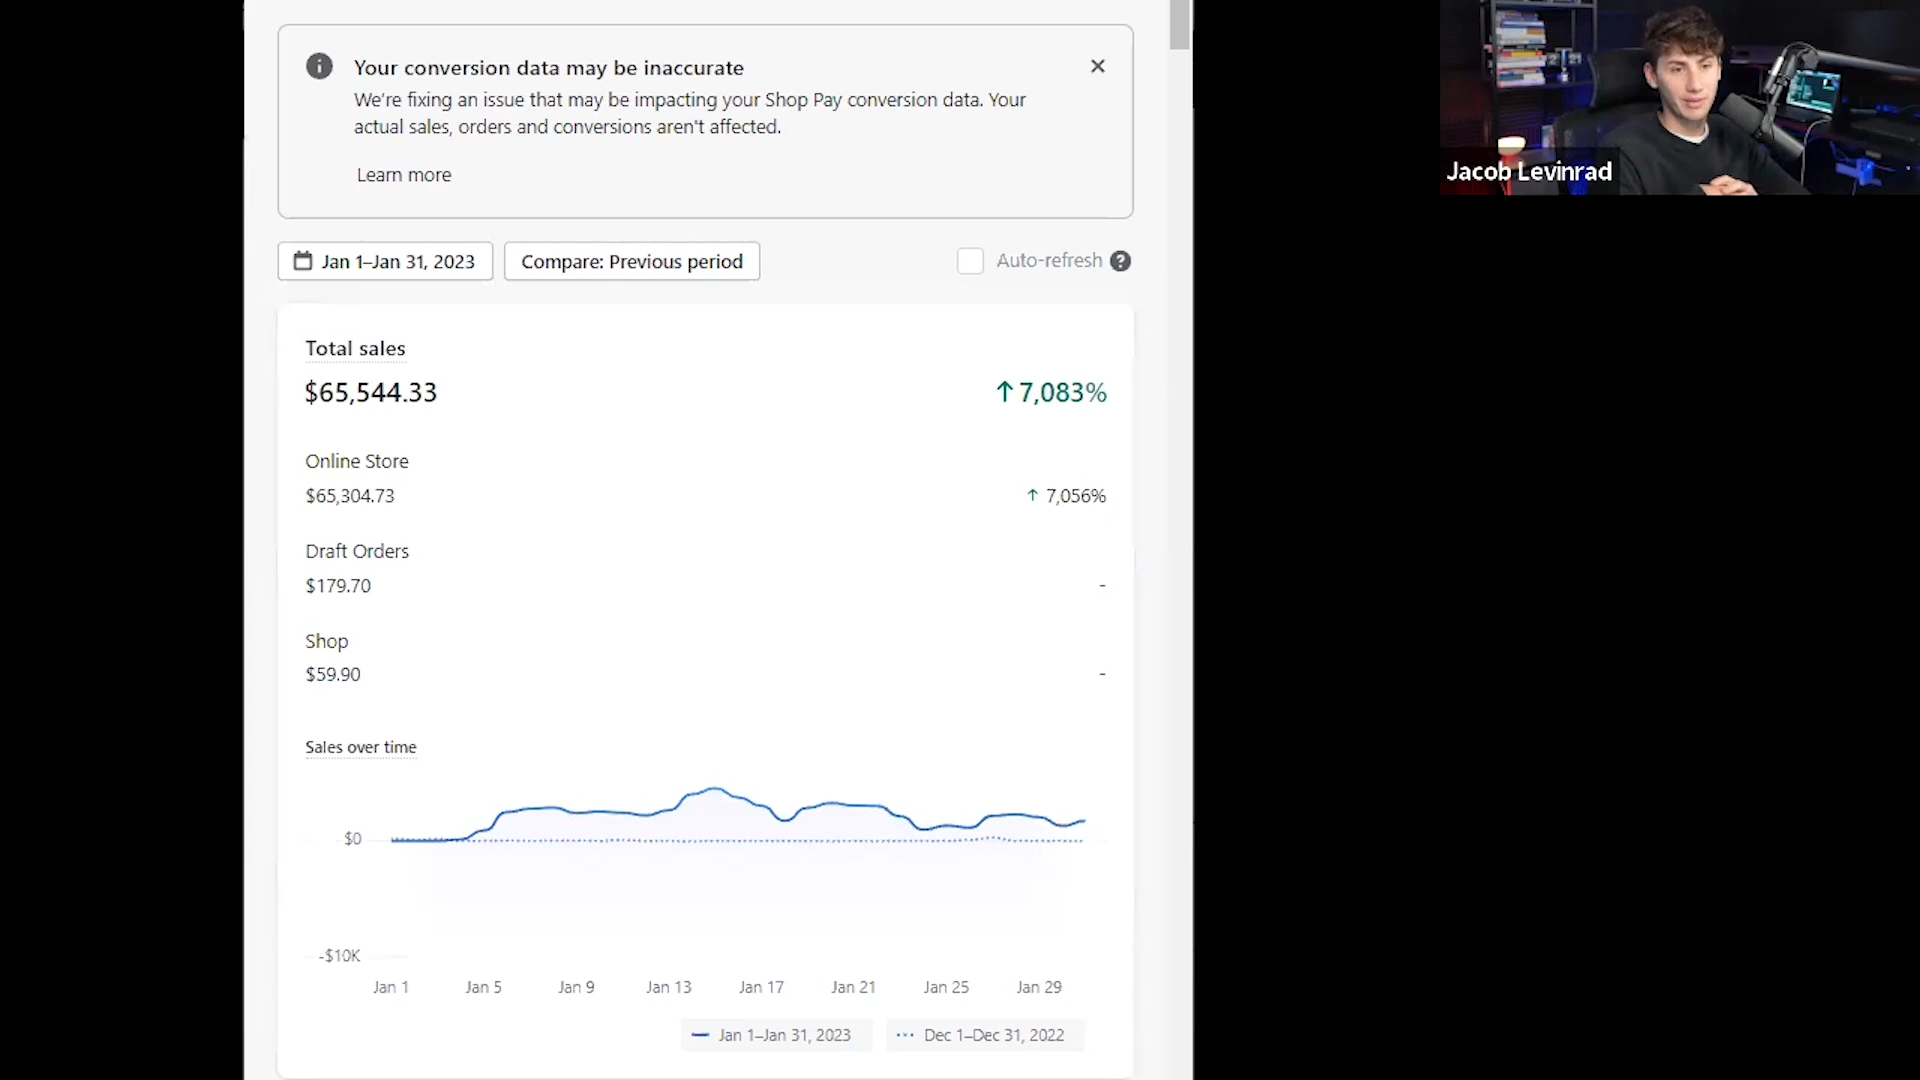 Your conversion data may be inaccurate
We're fixing an issue that may be impacting your Shop Pay conversion data. Your
actual sales, orders and conversions aren't affected.
Learn more
Jacob Levinrad
Jan 1–Jan 31, 2023
Compare: Previous period
Auto-refresh
Total sales
$65,544.33 ↑ 7,083%
Online Store
$65,304.73 ↑ 7,056%
Draft Orders
$179.70 -
Shop
$59.90 -
Sales over time
$0
-$10K
Jan 1 Jan 5 Jan 9 Jan 13 Jan 17 Jan 21 Jan 25 Jan 29
Jan 1–Jan 31, 2023 Dec 1–Dec 31, 2022